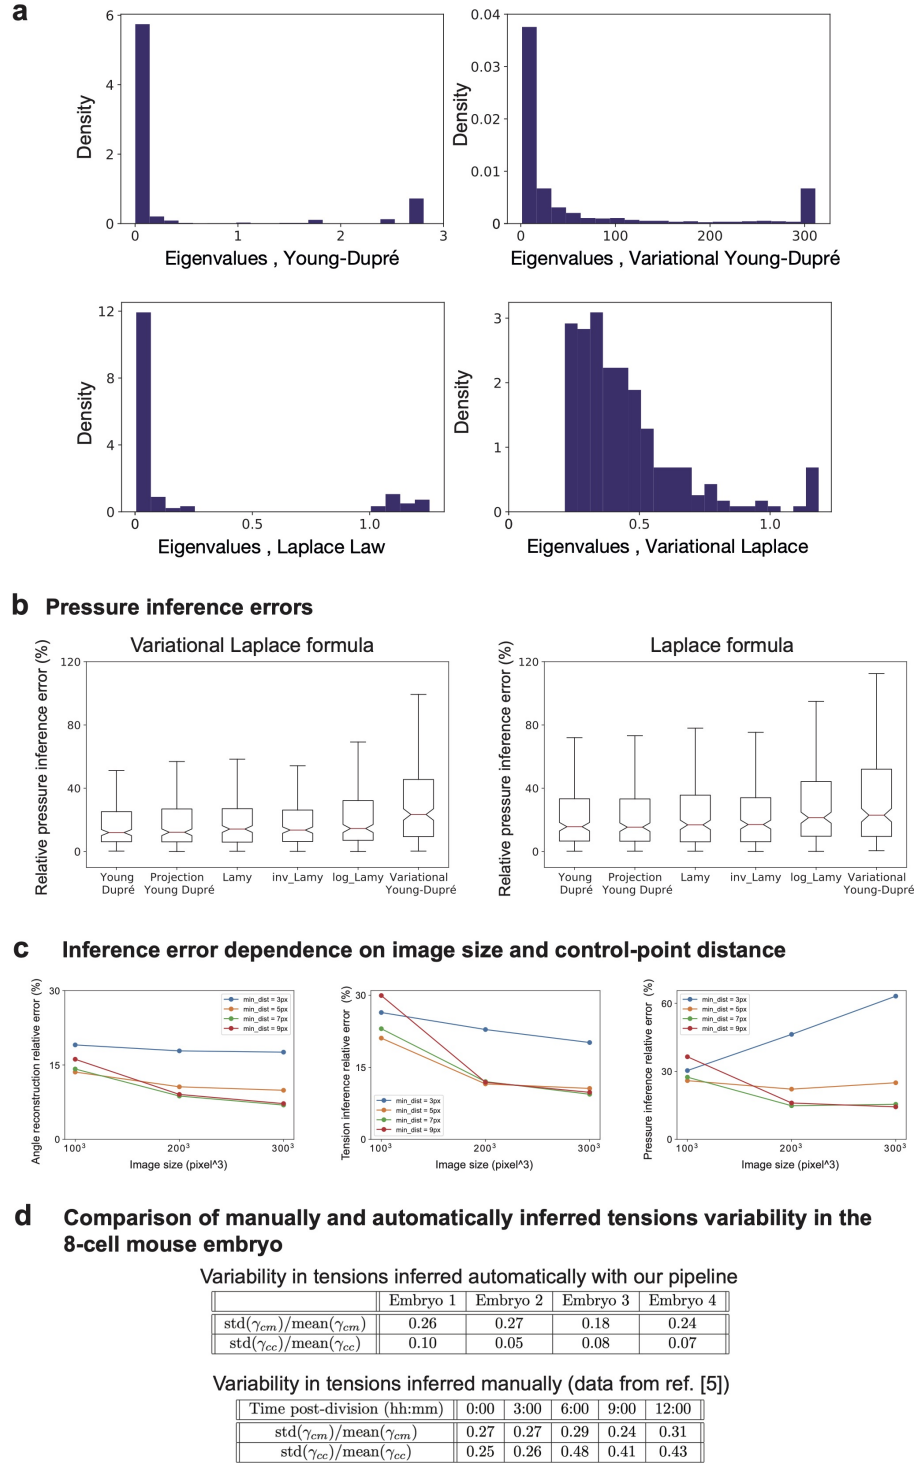 a
6
4
2
0
Density
0
1
2
3
Eigenvalues , Young-Dupré
0.04
0.03
0.02
0.01
0
Density
0
100
200
300
Eigenvalues , Variational Young-Dupré
12
8
4
0
Density
0
0.5
1.0
Eigenvalues , Laplace Law
3
2
1
0
Density
0
0.5
1.0
Eigenvalues , Variational Laplace
b Pressure inference errors
Variational Laplace formula
Relative pressure inference error (%)
120
80
40
0
Young
Dupré
Projection
Young Dupré
Lamy
inv_Lamy
log_Lamy
Variational
Young-Dupré
Laplace formula
Relative pressure inference error (%)
120
80
40
0
Young
Dupré
Projection
Young Dupré
Lamy
inv_Lamy
log_Lamy
Variational
Young-Dupré
c Inference error dependence on image size and control-point distance
Angle reconstruction relative error (%)
30
15
0
min_dist = 3px
min_dist = 5px
min_dist = 7px
min_dist = 9px
100³
200³
300³
Image size (pixel^3)
Tension inference relative error (%)
30
15
0
min_dist = 3px
min_dist = 5px
min_dist = 7px
min_dist = 9px
100³
200³
300³
Image size (pixel^3)
Pressure inference relative error (%)
60
30
0
min_dist = 3px
min_dist = 5px
min_dist = 7px
min_dist = 9px
100³
200³
300³
Image size (pixel^3)
d Comparison of manually and automatically inferred tensions variability in the
8-cell mouse embryo
Variability in tensions inferred automatically with our pipeline
Embryo 1 Embryo 2 Embryo 3 Embryo 4
std(γcm)/mean(γcm) 0.26 0.27 0.18 0.24
std(γcc)/mean(γcc) 0.10 0.05 0.08 0.07
Variability in tensions inferred manually (data from ref. [5])
Time post-division (hh:mm) 0:00 3:00 6:00 9:00 12:00
std(γcm)/mean(γcm) 0.27 0.27 0.29 0.24 0.31
std(γcc)/mean(γcc) 0.25 0.26 0.48 0.41 0.43